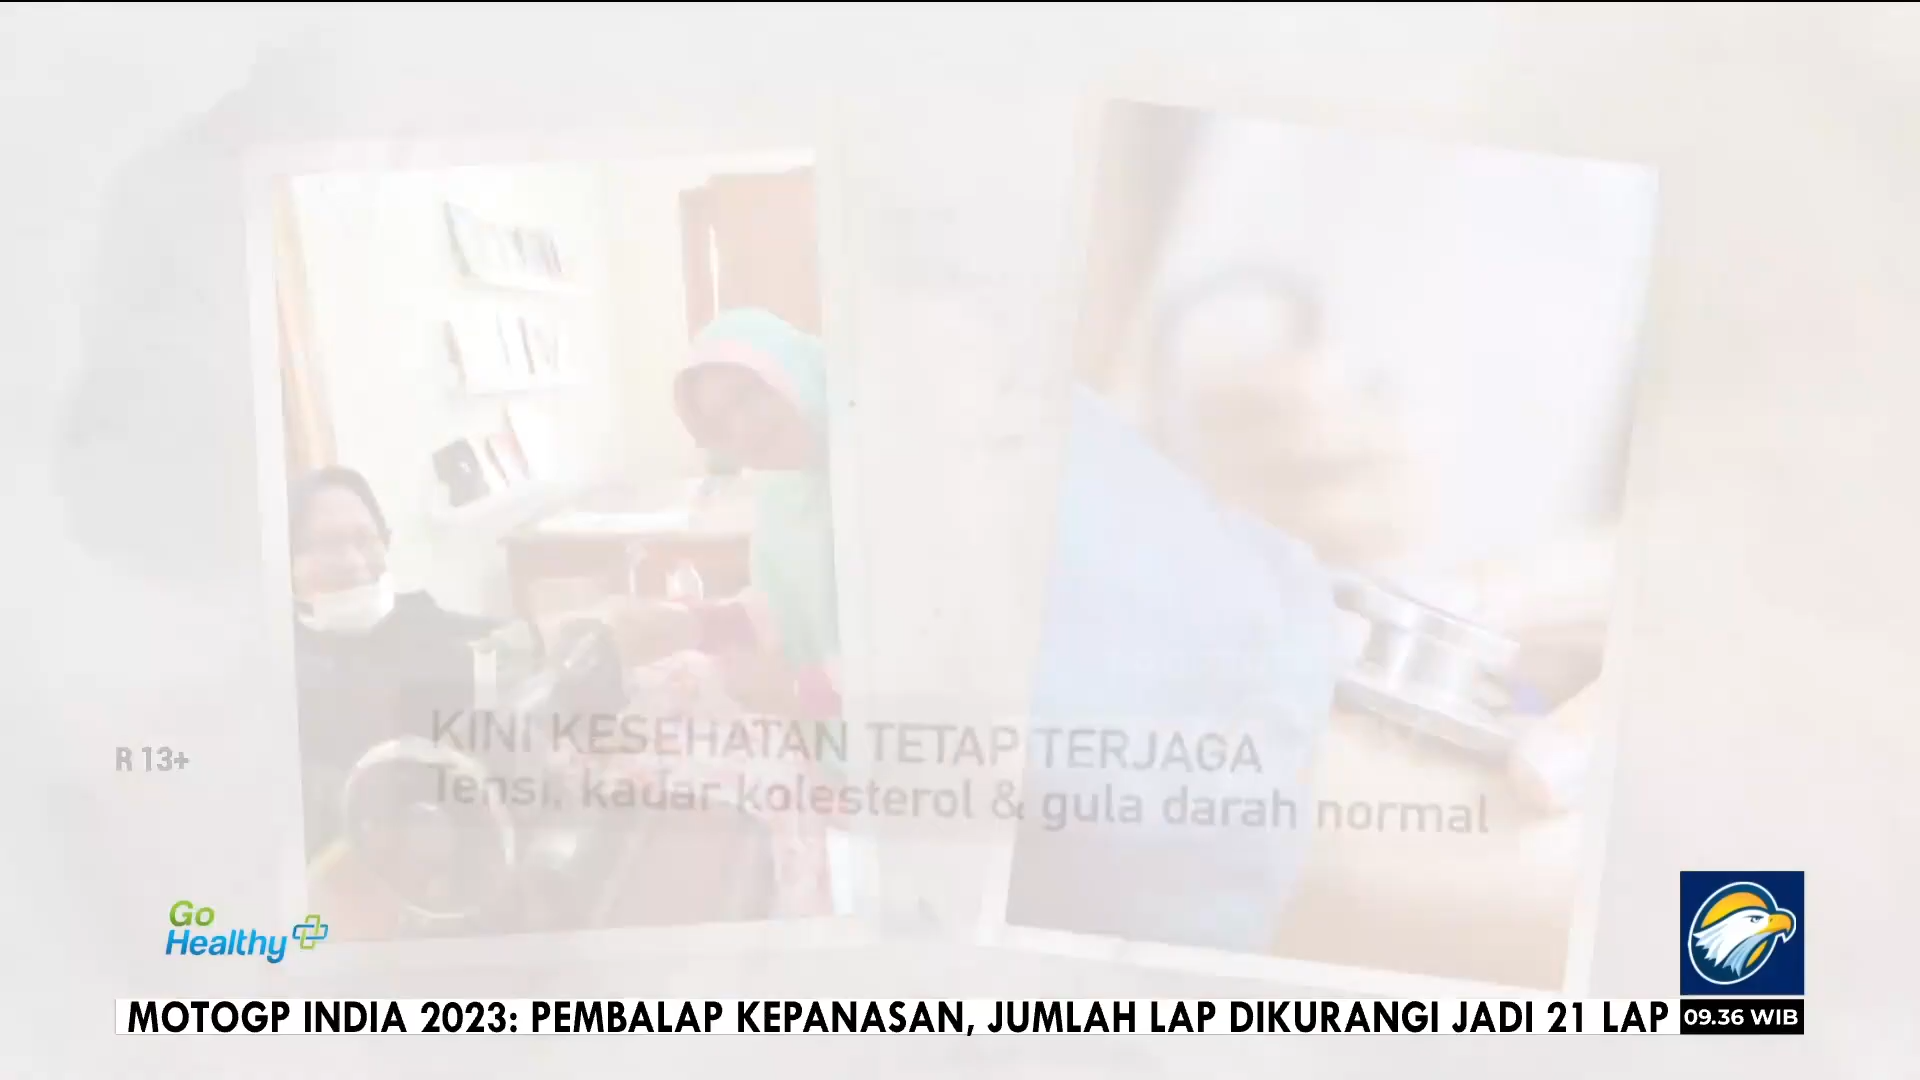 KINI KESEHATAN TETAP TERJAGA
Tensi, kadar kolesterol & gula darah normal
R 13+
Go
Healthy
MOTOGP INDIA 2023: PEMBALAP KEPANASAN, JUMLAH LAP DIKURANGI JADI 21 LAP
09.36 WIB